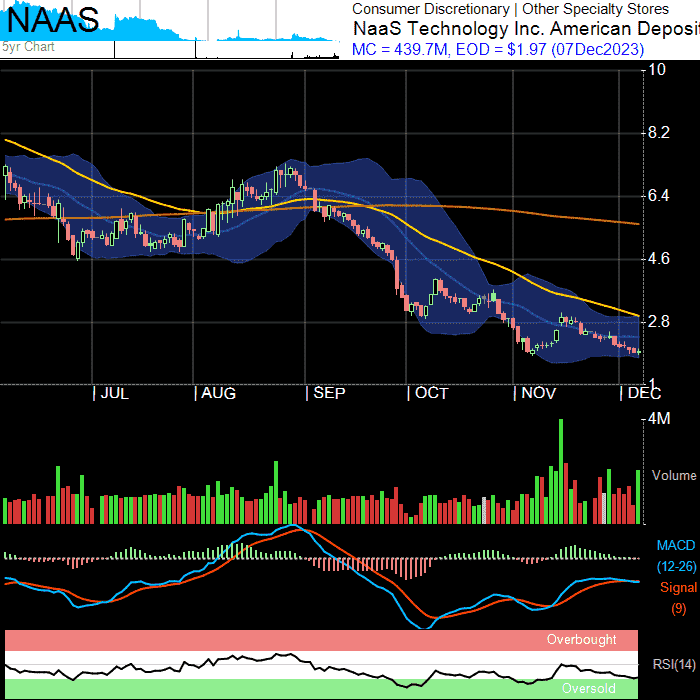 NAAS
5yr Chart
Consumer Discretionary | Other Specialty Stores
NaaS Technology Inc. American Deposi
MC = 439.7M, EOD = $1.97 (07Dec2023)
10
8.2
6.4
4.6
2.8
1
| JUL | AUG | SEP | OCT | NOV | DEC
4M
Volume
MACD
(12-26)
Signal
(9)
Overbought
RSI(14)
Oversold